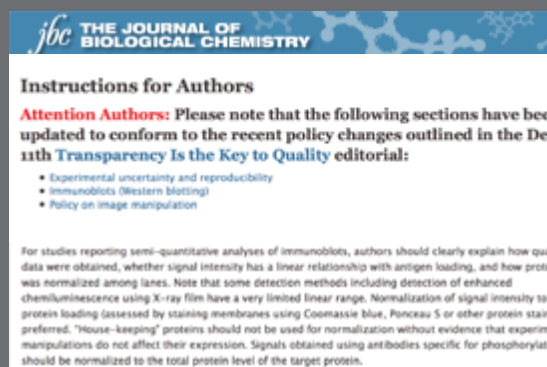 jbc THE JOURNAL OF
BIOLOGICAL CHEMISTRY
Instructions for Authors
Attention Authors: Please note that the following sections have bee
updated to conform to the recent policy changes outlined in the De
11th Transparency Is the Key to Quality editorial:
• Experimental uncertainty and reproducibility
• Immunoblots (Western blotting)
• Policy on image manipulation
For studies reporting semi-quantitative analyses of immunoblots, authors should clearly explain how qua
data were obtained, whether signal intensity has a linear relationship with antigen loading, and how prot
was normalized among lanes. Note that some detection methods including detection of enhanced
chemiluminescence using X-ray film have a very limited linear range. Normalization of signal intensity to
protein loading (assessed by staining membranes using Coomassie blue, Ponceau S or other protein stain
preferred. "House-keeping" proteins should not be used for normalization without evidence that experim
manipulations do not affect their expression. Signals obtained using antibodies specific for phosphorylat
should be normalized to the total protein level of the target protein.